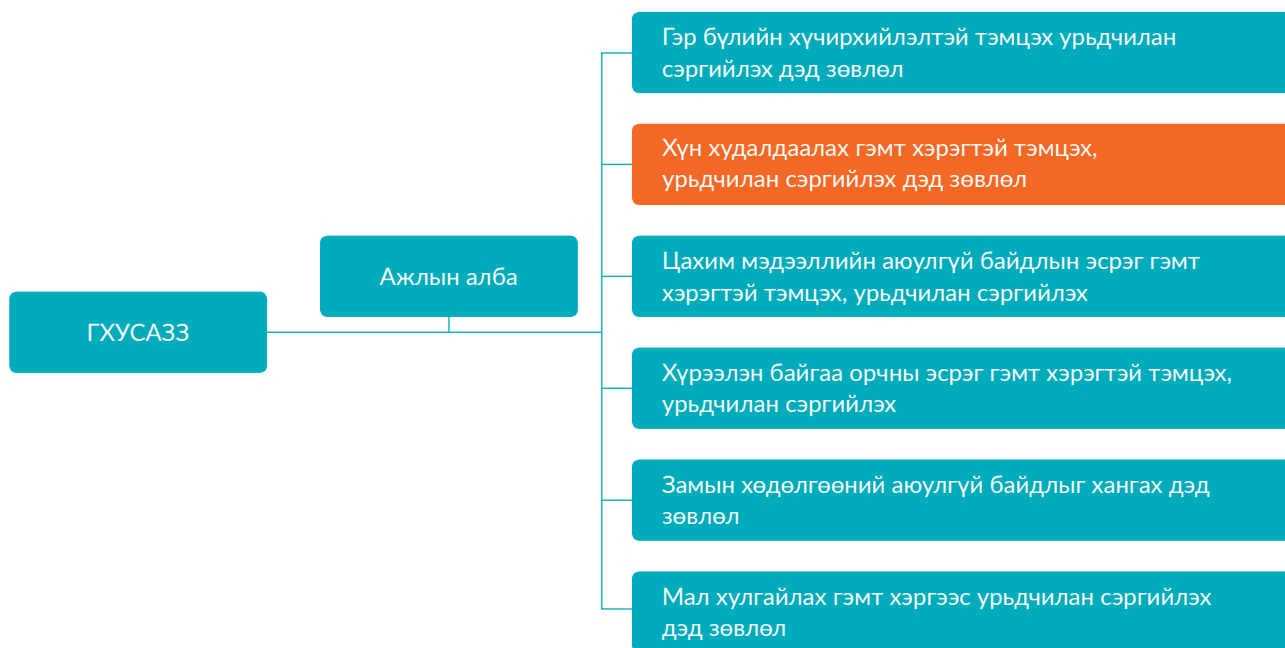 ГХУСАЗЗ
Ажлын алба
Гэр бүлийн хүчирхийлэлтэй тэмцэх урьдчилан
сэргийлэх дэд зөвлөл
Хүн худалдаалах гэмт хэрэгтэй тэмцэх,
урьдчилан сэргийлэх дэд зөвлөл
Цахим мэдээллийн аюулгүй байдлын эсрэг гэмт
хэрэгтэй тэмцэх, урьдчилан сэргийлэх
Хүрээлэн байгаа орчны эсрэг гэмт хэрэгтэй тэмцэх,
урьдчилан сэргийлэх
Замын хөдөлгөөний аюулгүй байдлыг хангах дэд
зөвлөл
Мал хулгайлах гэмт хэргээс урьдчилан сэргийлэх
дэд зөвлөл